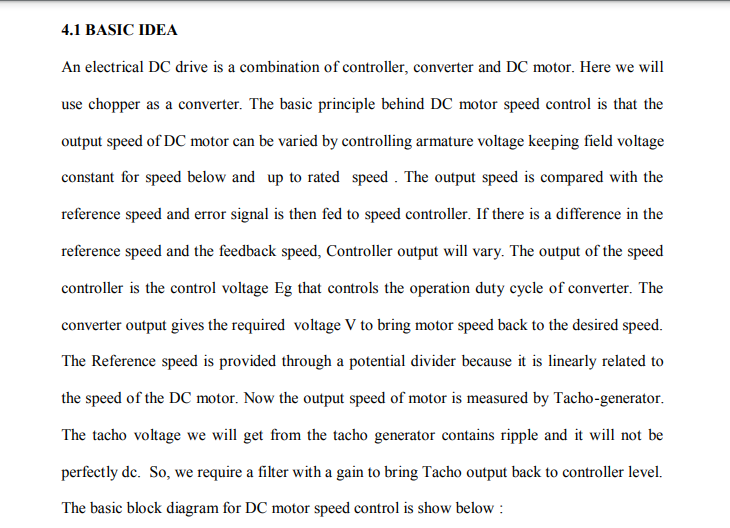 4.1 BASIC IDEA
An electrical DC drive is a combination of controller, converter and DC motor. Here we will
use chopper as a converter. The basic principle behind DC motor speed control is that the
output speed of DC motor can be varied by controlling armature voltage keeping field voltage
constant for speed below and up to rated speed . The output speed is compared with the
reference speed and error signal is then fed to speed controller. If there is a difference in the
reference speed and the feedback speed, Controller output will vary. The output of the speed
controller is the control voltage Eg that controls the operation duty cycle of converter. The
converter output gives the required voltage V to bring motor speed back to the desired speed.
The Reference speed is provided through a potential divider because it is linearly related to
the speed of the DC motor. Now the output speed of motor is measured by Tacho-generator.
The tacho voltage we will get from the tacho generator contains ripple and it will not be
perfectly dc. So, we require a filter with a gain to bring Tacho output back to controller level.
The basic block diagram for DC motor speed control is show below :